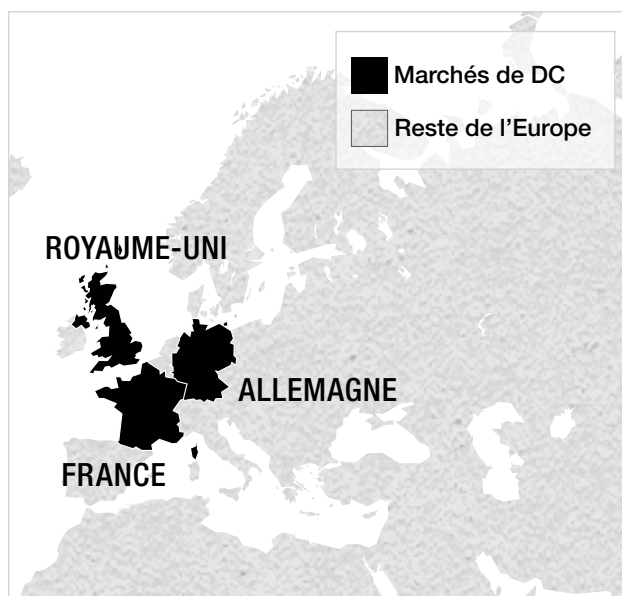 Marchés de DC
Reste de l’Europe
ROYAUME-UNI
ALLEMAGNE
FRANCE